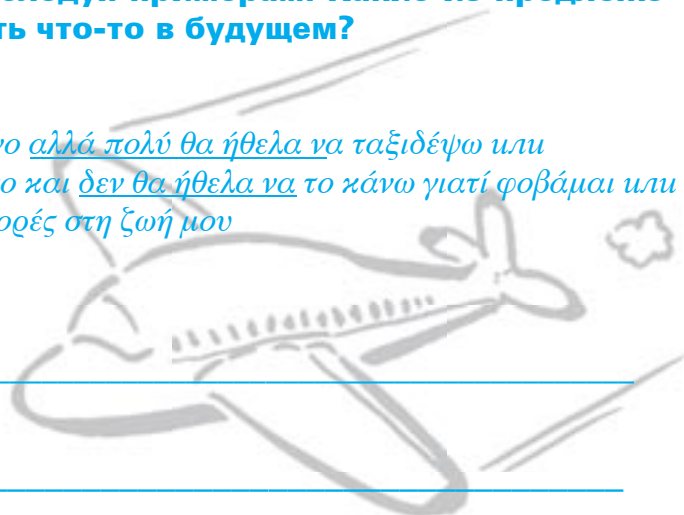 ть что-то в будущем?
νο αλλά πολύ θα ήθελα να ταξιδέψω или
ο και δεν θα ήθελα να το κάνω γιατί φοβάμαι или
ορές στη ζωή μου